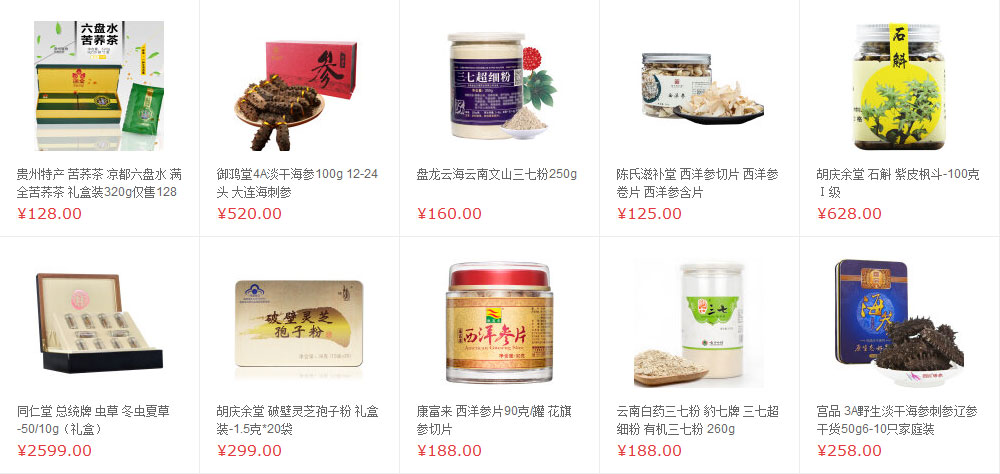 六盘水
苦荞茶
参
三七超细粉
西洋参
石
斛
贵州特产 苦荞茶 凉都六盘水 满
全苦荞茶 礼盒装320g仅售128
¥128.00
御鸿堂4A淡干海参100g 12-24
头 大连海刺参
¥520.00
盘龙云海云南文山三七粉250g
¥160.00
陈氏滋补堂 西洋参切片 西洋参
卷片 西洋参含片
¥125.00
胡庆余堂 石斛 紫皮枫斗-100克
Ⅰ级
¥628.00
破壁灵芝
孢子粉
西洋参片
American Ginseng Slice
三七
海参
同仁堂 总统牌 虫草 冬虫夏草
-50/10g（礼盒）
¥2599.00
胡庆余堂 破壁灵芝孢子粉 礼盒
装-1.5克*20袋
¥299.00
康富来 西洋参片90克/罐 花旗
参切片
¥188.00
云南白药三七粉 豹七牌 三七超
细粉 有机三七粉 260g
¥188.00
宫品 3A野生淡干海参刺参辽参
干货50g6-10只家庭装
¥258.00